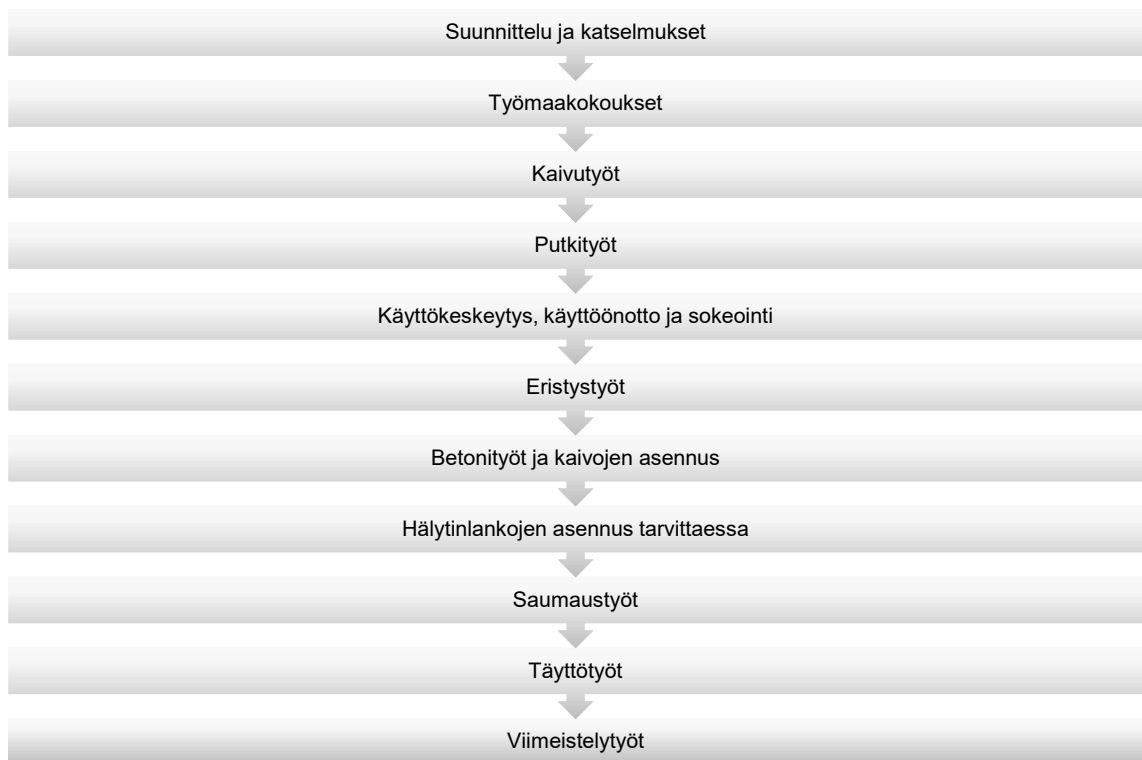 Suunnittelu ja katselmukset
Työmaakokoukset
Kaivutyöt
Putkityöt
Käyttökeskeytys, käyttöönotto ja sokeointi
Eristystyöt
Betonityöt ja kaivojen asennus
Hälytinlankojen asennus tarvittaessa
Saumaustyöt
Täyttötyöt
Viimeistelytyöt